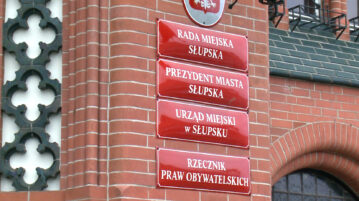 RADA MIEJSKA
SŁUPSKA
PREZYDENT MIASTA
SŁUPSKA
URZĄD MIEJSKI
w SŁUPSKU
RZECZNIK
PRAW OBYWATELSKICH